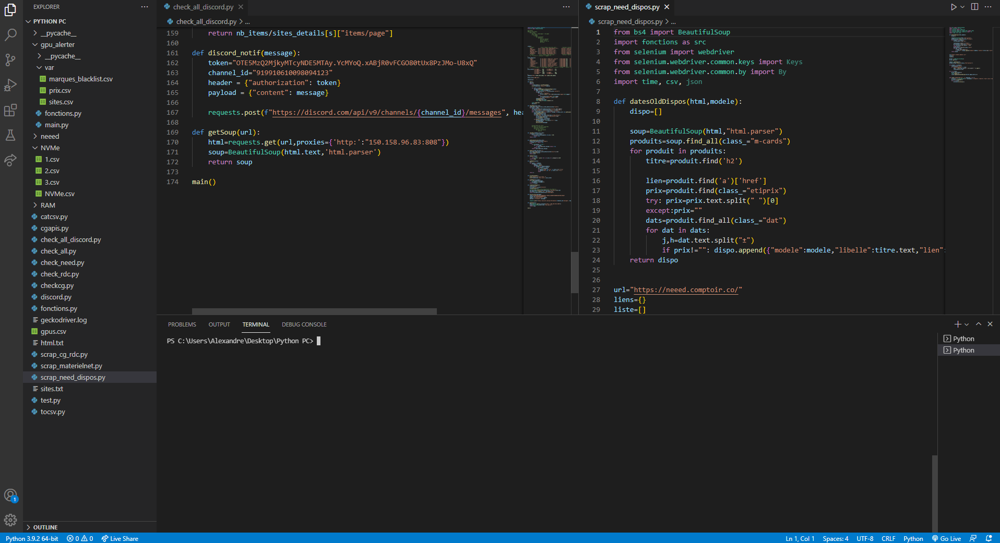 EXPLORER
PYTHON PC
__pycache__
gpu_alerter
__pycache__
var
marques_blacklist.csv
prix.csv
sites.csv
fonctions.py
main.py
neeed
NVMe
1.csv
2.csv
3.csv
NVMe.csv
RAM
catcsv.py
cgapis.py
check_all_discord.py
check_all.py
check_need.py
check_rdc.py
checkcg.py
discord.py
fonctions.py
geckodriver.log
gpus.csv
html.txt
scrap_cg_rdc.py
scrap_materielnet.py
scrap_need_dispos.py
sites.txt
test.py
tocsv.py
OUTLINE
check_all_discord.py
check_all_discord.py > ...
159 return nb_items/sites_details[s]["items/page"]
160
161 def discord_notif(message):
162 token="OTE5MzQ2MjkyMTcyNDE5MTAy.YcMYoQ.xABjR0vFCGO80tUx8PzJMo-U8xQ"
163 channel_id="919910610098094123"
164 header = {"authorization": token}
165 payload = {"content": message}
166
167 requests.post(f"https://discord.com/api/v9/channels/{channel_id}/messages", hea
168
169 def getSoup(url):
170 html=requests.get(url,proxies={'http:':"150.158.96.83:808"})
171 soup=BeautifulSoup(html.text,'html.parser')
172 return soup
173
174 main()
scrap_need_dispos.py
scrap_need_dispos.py > ...
1 from bs4 import BeautifulSoup
2 import fonctions as src
3 from selenium import webdriver
4 from selenium.webdriver.common.keys import Keys
5 from selenium.webdriver.common.by import By
6 import time, csv, json
7
8 def datesOldDispos(html,modele):
9 dispo=[]
10
11 soup=BeautifulSoup(html,"html.parser")
12 produits=soup.find_all(class_="m-cards")
13 for produit in produits:
14 titre=produit.find('h2')
15
16 lien=produit.find('a')['href']
17 prix=produit.find(class_="etiprix")
18 try: prix=prix.text.split(" ")[0]
19 except:prix=""
20 dats=produit.find_all(class_="dat")
21 for dat in dats:
22 j,h=dat.text.split("±")
23 if prix!="": dispo.append({"modele":modele,"libelle":titre.text,"lien":
24 return dispo
25
26
27 url="https://neeed.comptoir.co/"
28 liens={}
29 liste=[]
PROBLEMS OUTPUT TERMINAL DEBUG CONSOLE
PS C:\Users\Alexandre\Desktop\Python PC>
Python
Python
1
Python 3.9.2 64-bit 0 0 Live Share
Ln 1, Col 1 Spaces: 4 UTF-8 CRLF Python Go Live